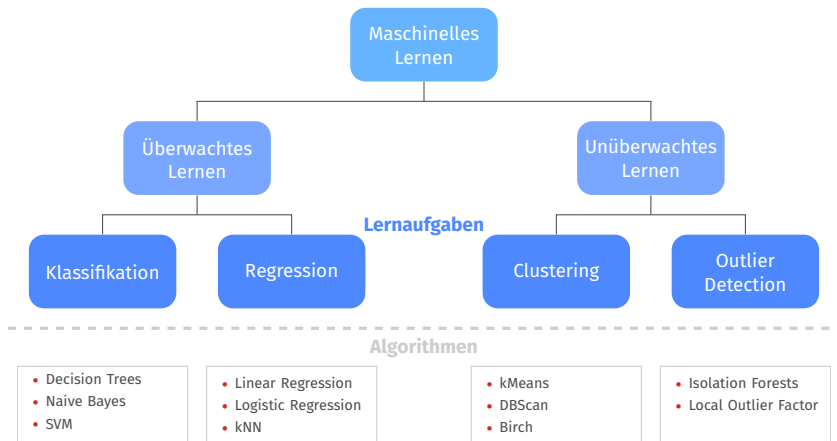 Maschinelles
Lernen
Überwachtes
Lernen
Unüberwachtes
Lernen
Lernaufgaben
Klassifikation
Regression
Clustering
Outlier
Detection
Algorithmen
• Decision Trees
• Naive Bayes
• SVM
• Linear Regression
• Logistic Regression
• kNN
• kMeans
• DBScan
• Birch
• Isolation Forests
• Local Outlier Factor